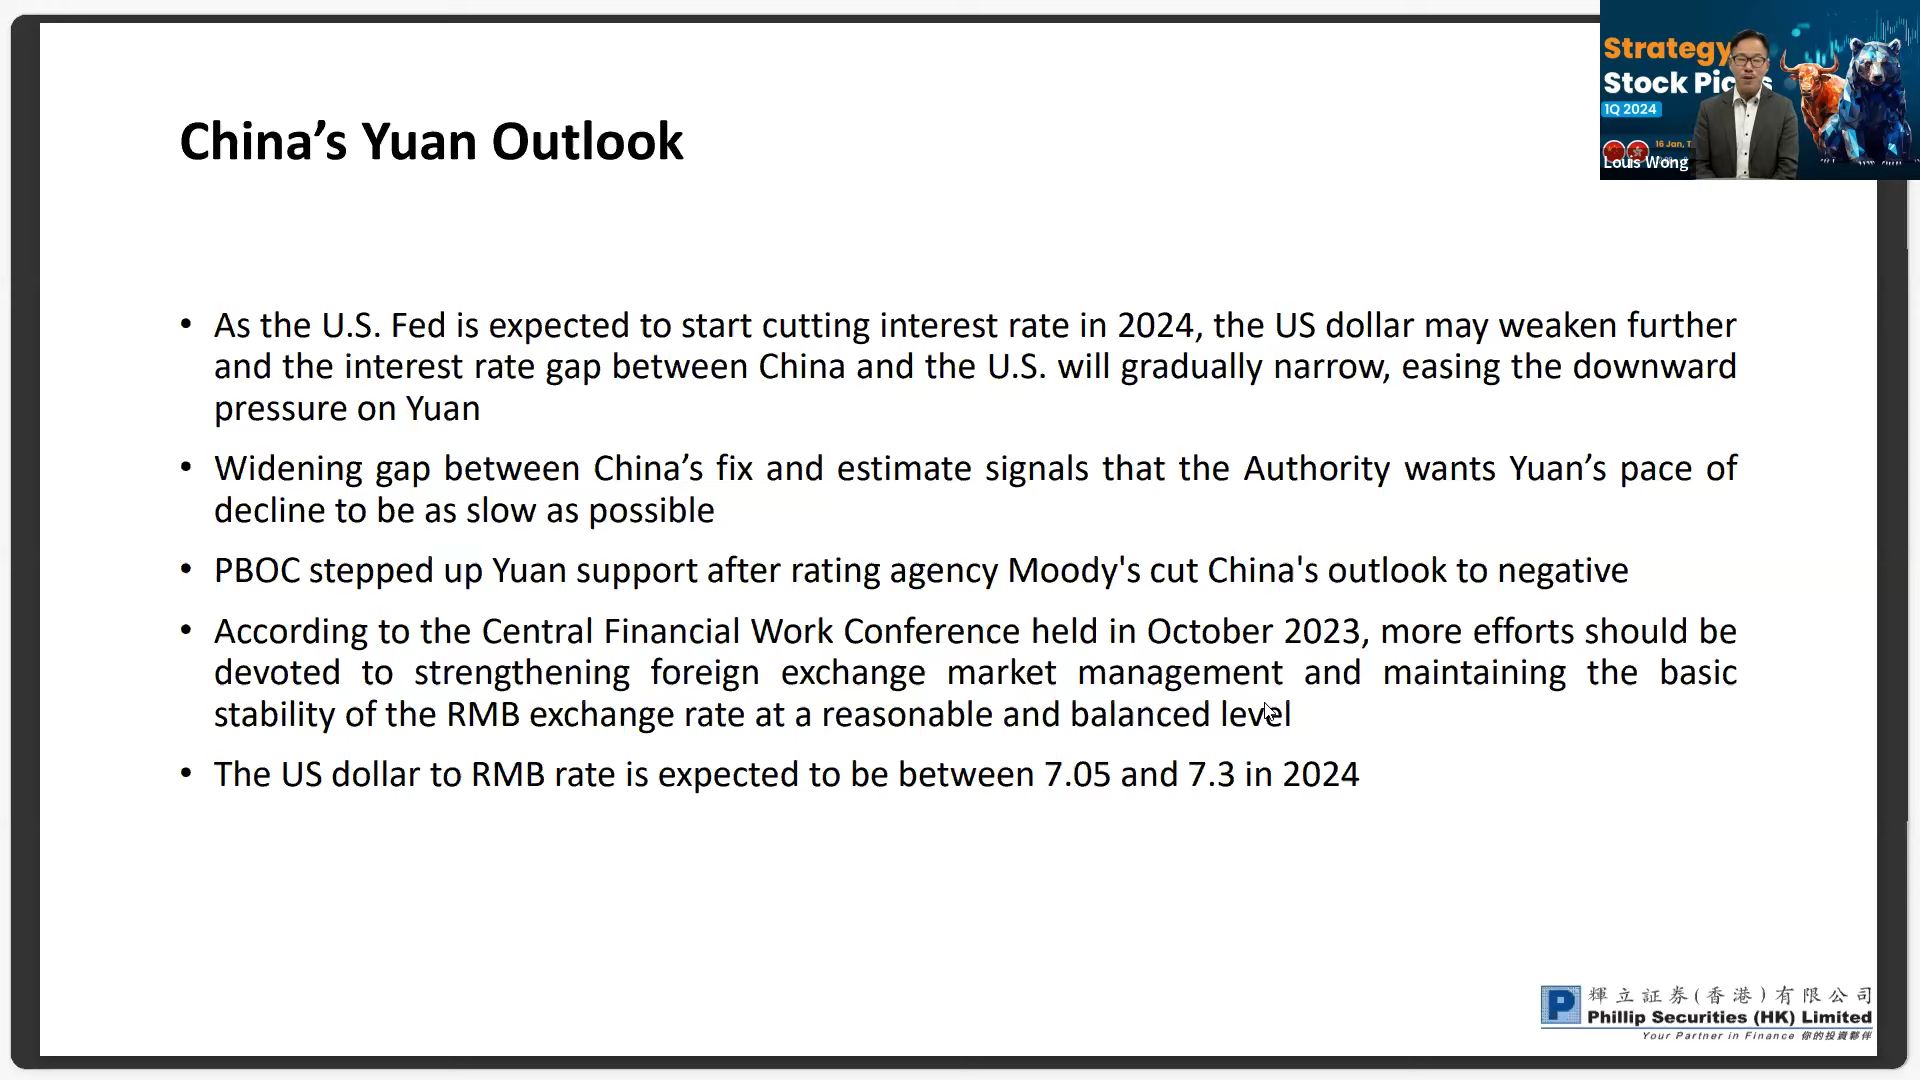 China’s Yuan Outlook
Strategy
Stock Pic s
1Q 2024
16 Jan, T
Louis Wong
• As the U.S. Fed is expected to start cutting interest rate in 2024, the US dollar may weaken further
and the interest rate gap between China and the U.S. will gradually narrow, easing the downward
pressure on Yuan
• Widening gap between China’s fix and estimate signals that the Authority wants Yuan’s pace of
decline to be as slow as possible
• PBOC stepped up Yuan support after rating agency Moody's cut China's outlook to negative
• According to the Central Financial Work Conference held in October 2023, more efforts should be
devoted to strengthening foreign exchange market management and maintaining the basic
stability of the RMB exchange rate at a reasonable and balanced level
• The US dollar to RMB rate is expected to be between 7.05 and 7.3 in 2024
P
輝立証券(香港)有限公司
Phillip Securities (HK) Limited
Your Partner in Finance 你的投資夥伴